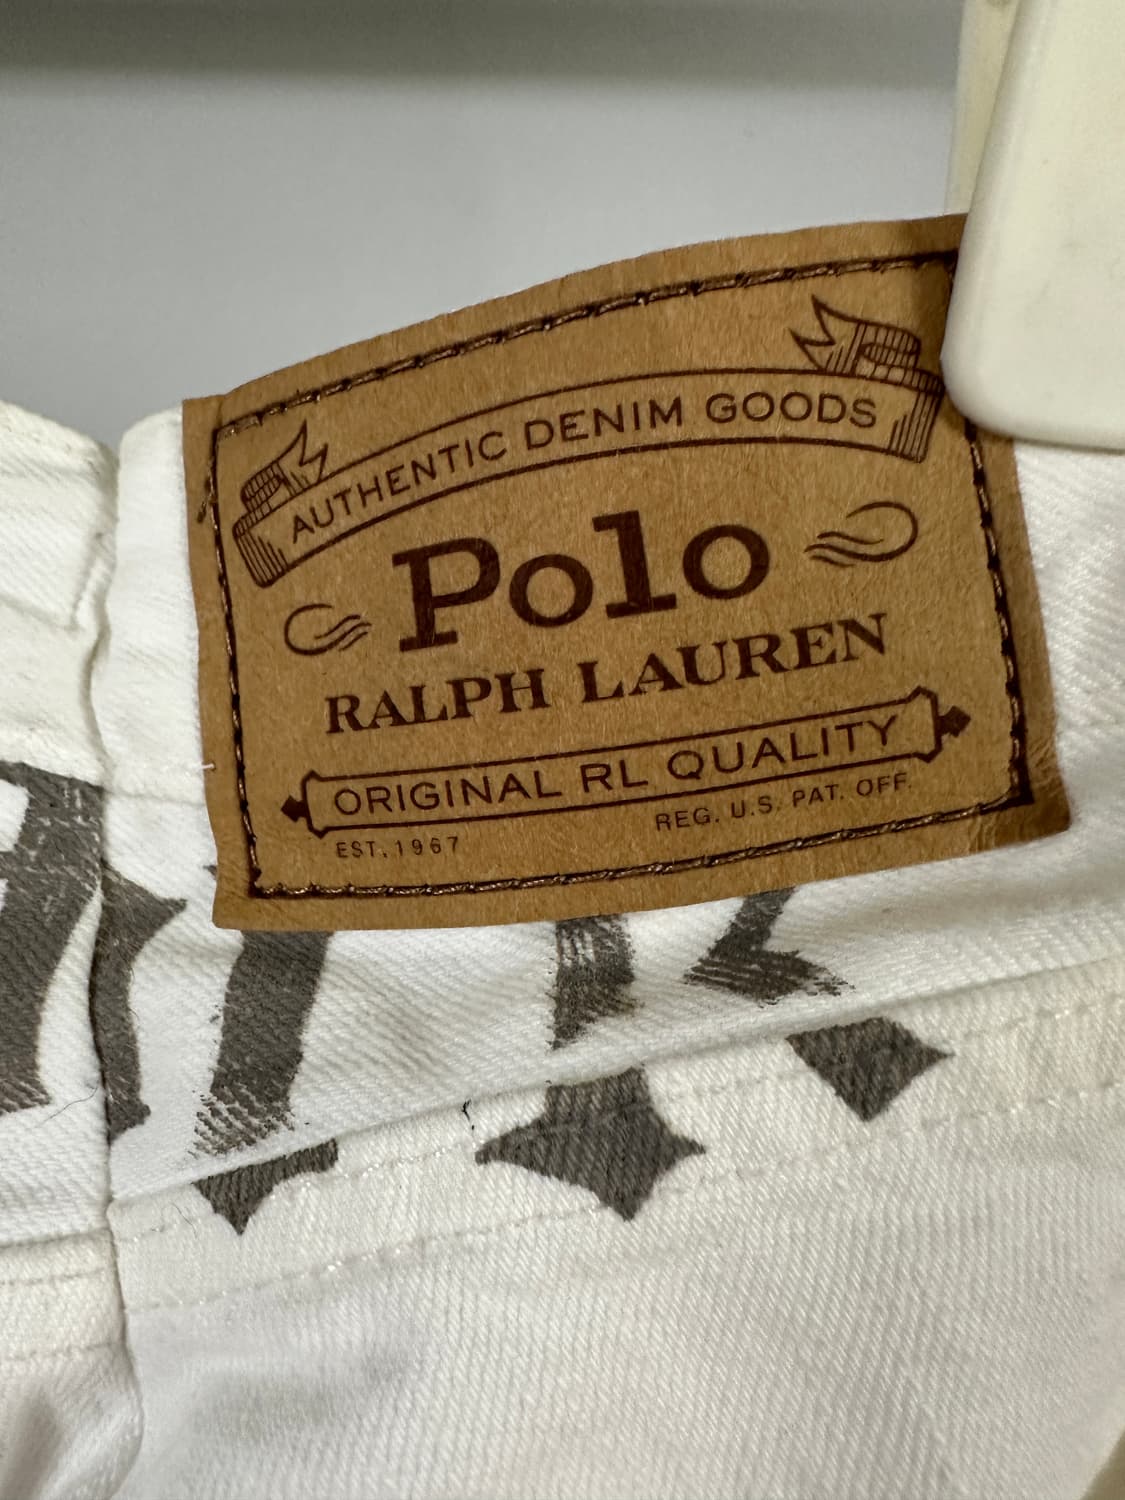 AUTHENTIC DENIM GOODS
Polo
RALPH LAUREN
ORIGINAL RL QUALITY
EST. 1967
REG. U.S. PAT. OFF.